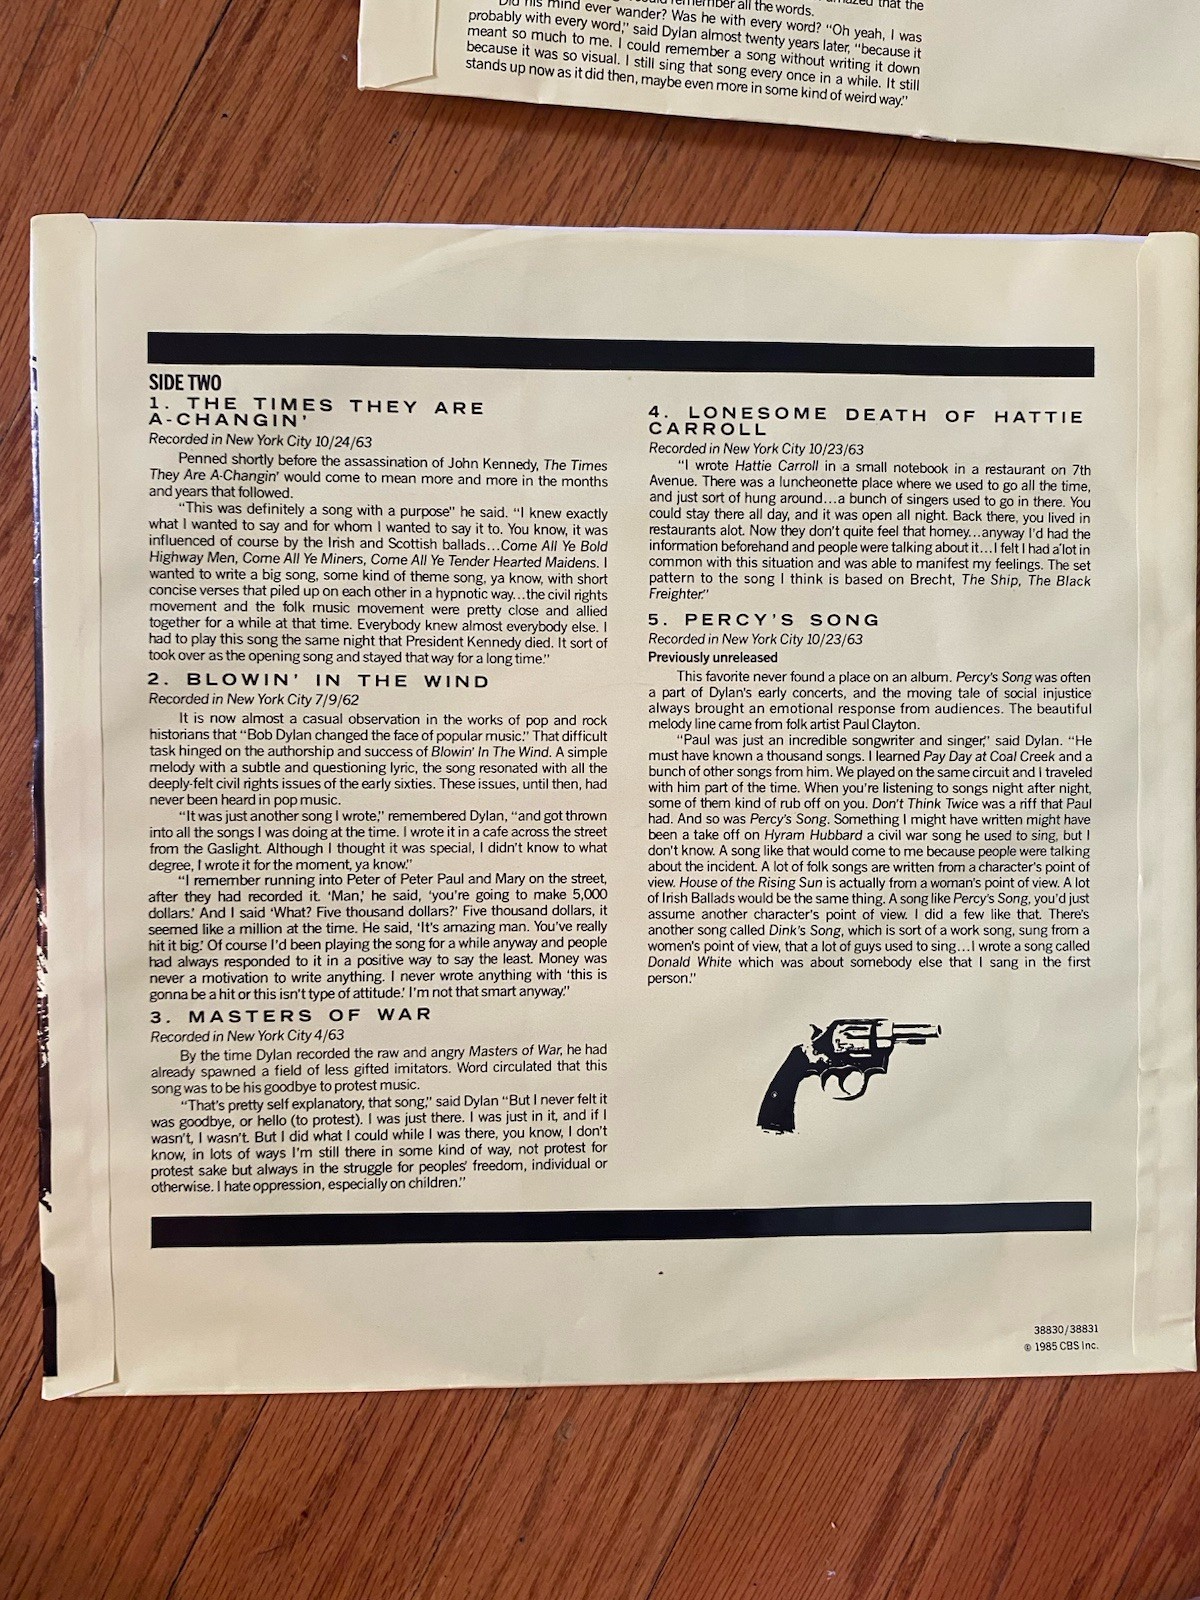 amazed that the
remember all the words.
Did his mind ever wander? Was he with every word? "Oh yeah, I was
probably with every word," said Dylan almost twenty years later, "because it
meant so much to me. I could remember a song without writing it down
because it was so visual. I still sing that song every once in a while. It still
stands up now as it did then, maybe even more in some kind of weird way."
SIDE TWO
1. THE TIMES THEY ARE
A-CHANGIN'
Recorded in New York City 10/24/63
Penned shortly before the assassination of John Kennedy, The Times
They Are A-Changin' would come to mean more and more in the months
and years that followed.
"This was definitely a song with a purpose" he said. "I knew exactly
what I wanted to say and for whom I wanted to say it to. You know, it was
influenced of course by the Irish and Scottish ballads...Come All Ye Bold
Highway Men, Come All Ye Miners, Come All Ye Tender Hearted Maidens. I
wanted to write a big song, some kind of theme song, ya know, with short
concise verses that piled up on each other in a hypnotic way...the civil rights
movement and the folk music movement were pretty close and allied
together for a while at that time. Everybody knew almost everybody else. I
had to play this song the same night that President Kennedy died. It sort of
took over as the opening song and stayed that way for a long time."
2. BLOWIN' IN THE WIND
Recorded in New York City 7/9/62
It is now almost a casual observation in the works of pop and rock
historians that "Bob Dylan changed the face of popular music." That difficult
task hinged on the authorship and success of Blowin' In The Wind. A simple
melody with a subtle and questioning lyric, the song resonated with all the
deeply-felt civil rights issues of the early sixties. These issues, until then, had
never been heard in pop music.
"It was just another song I wrote," remembered Dylan, "and got thrown
into all the songs I was doing at the time. I wrote it in a cafe across the street
from the Gaslight. Although I thought it was special, I didn't know to what
degree, I wrote it for the moment, ya know."
"I remember running into Peter of Peter Paul and Mary on the street,
after they had recorded it. 'Man,' he said, 'you're going to make 5,000
dollars.' And I said 'What? Five thousand dollars?' Five thousand dollars, it
seemed like a million at the time. He said, 'It's amazing man. You've really
hit it big.' Of course I'd been playing the song for a while anyway and people
had always responded to it in a positive way to say the least. Money was
never a motivation to write anything. I never wrote anything with 'this is
gonna be a hit or this isn't type of attitude.' I'm not that smart anyway."
3. MASTERS OF WAR
Recorded in New York City 4/63
By the time Dylan recorded the raw and angry Masters of War, he had
already spawned a field of less gifted imitators. Word circulated that this
song was to be his goodbye to protest music.
"That's pretty self explanatory, that song," said Dylan "But I never felt it
was goodbye, or hello (to protest). I was just there. I was just in it, and if I
wasn't, I wasn't. But I did what I could while I was there, you know, I don't
know, in lots of ways I'm still there in some kind of way, not protest for
protest sake but always in the struggle for peoples' freedom, individual or
otherwise. I hate oppression, especially on children."
4. LONESOME DEATH OF HATTIE
CARROLL
Recorded in New York City 10/23/63
"I wrote Hattie Carroll in a small notebook in a restaurant on 7th
Avenue. There was a luncheonette place where we used to go all the time,
and just sort of hung around...a bunch of singers used to go in there. You
could stay there all day, and it was open all night. Back there, you lived in
restaurants alot. Now they don't quite feel that homey...anyway I'd had the
information beforehand and people were talking about it...I felt I had a lot in
common with this situation and was able to manifest my feelings. The set
pattern to the song I think is based on Brecht, The Ship, The Black
Freighter."
5. PERCY'S SONG
Recorded in New York City 10/23/63
Previously unreleased
This favorite never found a place on an album. Percy's Song was often
a part of Dylan's early concerts, and the moving tale of social injustice
always brought an emotional response from audiences. The beautiful
melody line came from folk artist Paul Clayton.
"Paul was just an incredible songwriter and singer," said Dylan. "He
must have known a thousand songs. I learned Pay Day at Coal Creek and a
bunch of other songs from him. We played on the same circuit and I traveled
with him part of the time. When you're listening to songs night after night,
some of them kind of rub off on you. Don't Think Twice was a riff that Paul
had. And so was Percy's Song. Something I might have written might have
been a take off on Hyram Hubbard a civil war song he used to sing, but I
don't know. A song like that would come to me because people were talking
about the incident. A lot of folk songs are written from a character's point of
view. House of the Rising Sun is actually from a woman's point of view. A lot
of Irish Ballads would be the same thing. A song like Percy's Song, you'd just
assume another character's point of view. I did a few like that. There's
another song called Dink's Song, which is sort of a work song, sung from a
women's point of view, that a lot of guys used to sing...I wrote a song called
Donald White which was about somebody else that I sang in the first
person."
38830/38831
© 1985 CBS Inc.